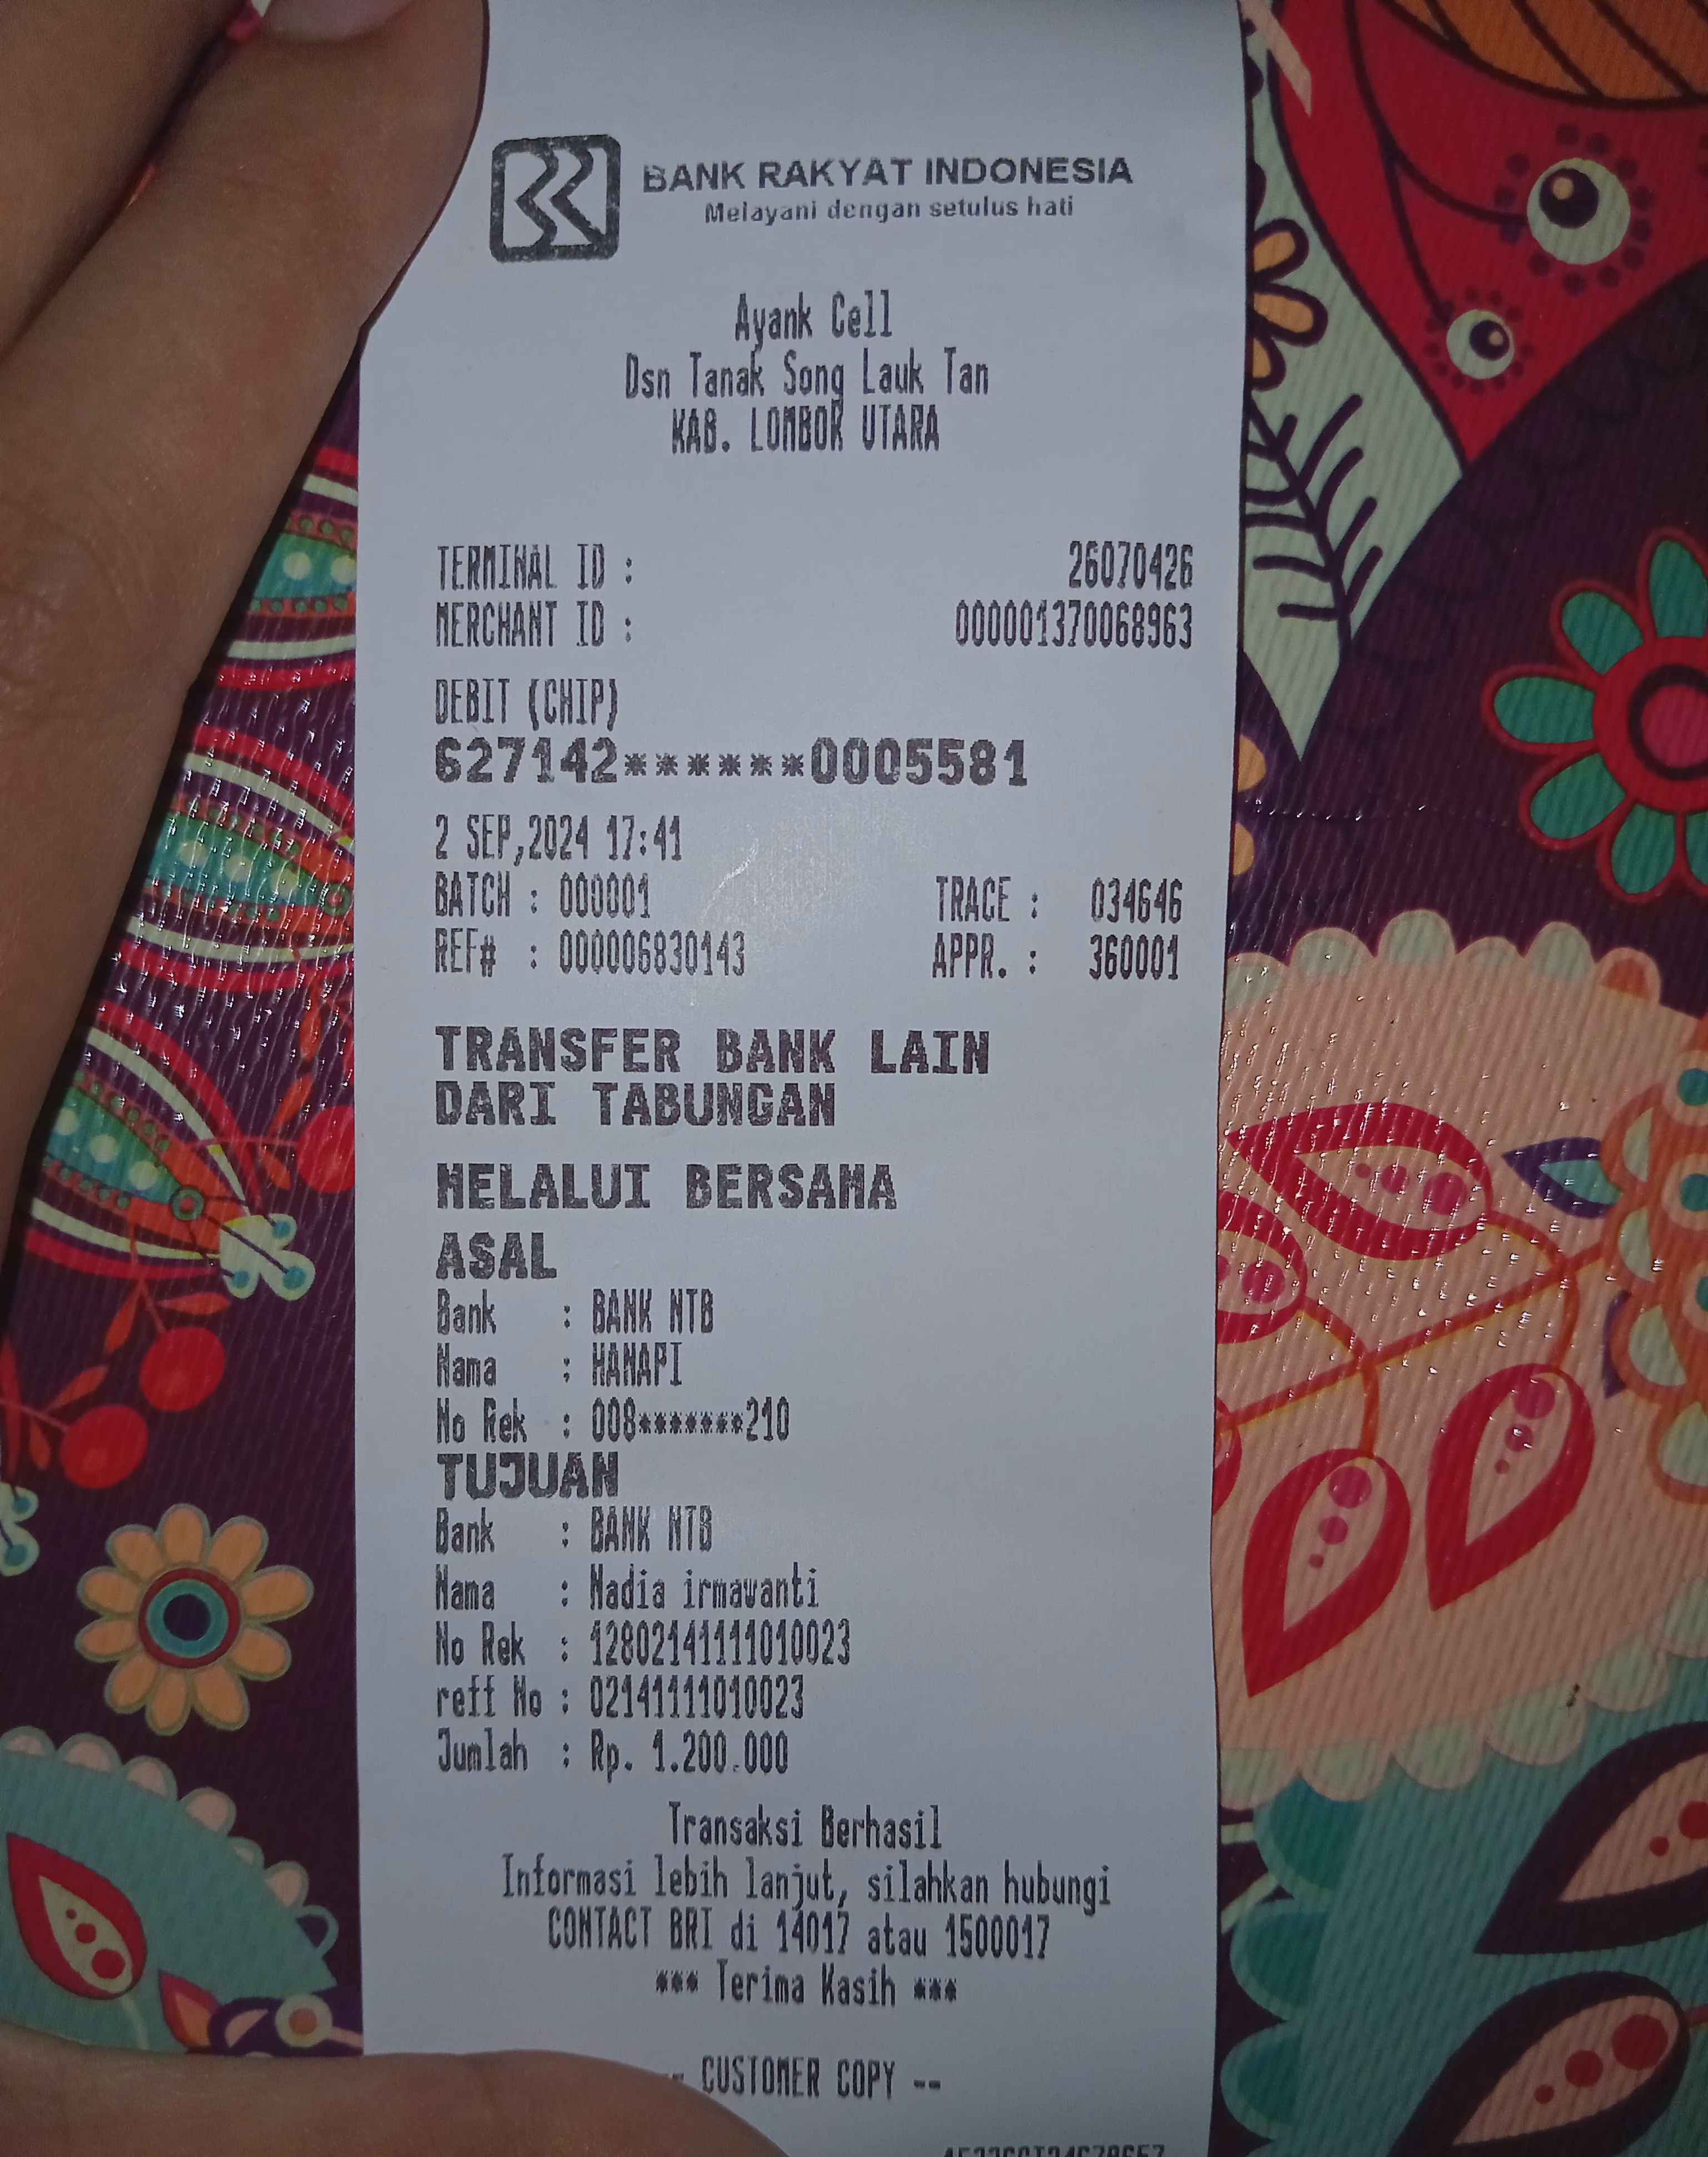 BANK RAKYAT INDONESIA
Melayani dengan setulus hati
Ayank Cell
Dsn Tanak Song Lauk Tan
KAB. LOMBOK UTARA
TERMINAL ID : 26070426
MERCHANT ID : 000001370068963
DEBIT (CHIP)
627142******0005581
2 SEP,2024 17:41
BATCH : 000001 TRACE : 034646
REF# : 000006830143 APPR. : 360001
TRANSFER BANK LAIN
DARI TABUNGAN
MELALUI BERSAMA
ASAL
Bank : BANK NTB
Nama : HANAPI
No Rek : 008*******210
TUJUAN
Bank : BANK NTB
Nama : Nadia irmawanti
No Rek : 12802141111010023
reff No : 02141111010023
Jumlah : Rp. 1.200.000
Transaksi Berhasil
Informasi lebih lanjut, silahkan hubungi
CONTACT BRI di 14017 atau 1500017
*** Terima Kasih ***
-- CUSTOMER COPY --